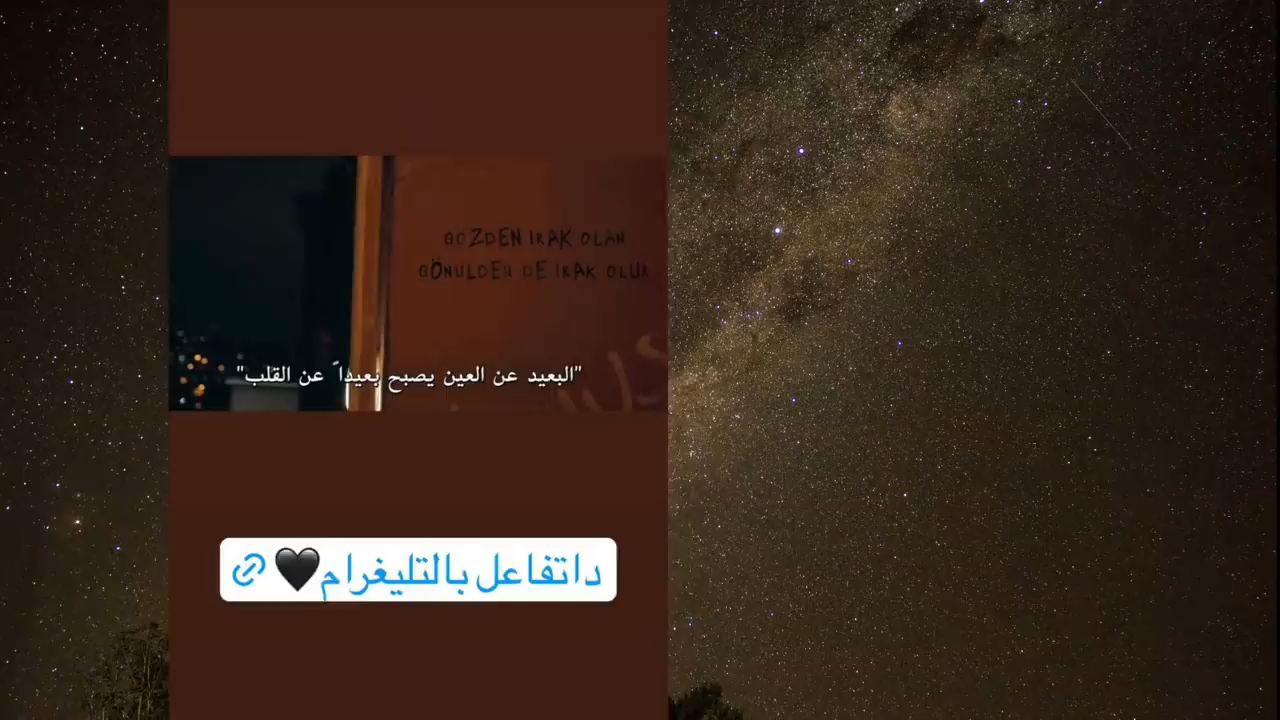 GÖZDEN IRAK OLAN
GÖNÜLDEN DE IRAK OLUR
"البعيد عن العين يصبح بعيداً عن القلب"
داتفاعل بالتليغرام🖤